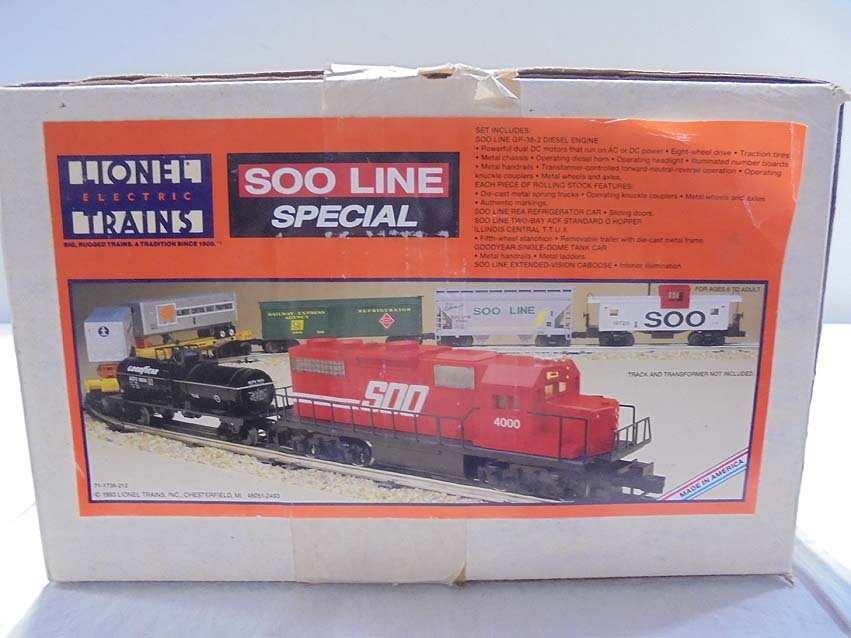 LIONEL
ELECTRIC
TRAINS
BIG, RUGGED TRAINS. A TRADITION SINCE 1900.™
SOO LINE
SPECIAL
SET INCLUDES:
SOO LINE GP-38-2 DIESEL ENGINE
• Powerful dual DC motors that run on AC or DC power • Eight-wheel drive • Traction tires
• Metal chassis • Operating diesel horn • Operating headlight • Illuminated number boards
• Metal handrails • Transformer-controlled forward-neutral-reverse operation • Operating
knuckle couplers • Metal wheels and axles.
EACH PIECE OF ROLLING STOCK FEATURES:
• Die-cast metal sprung trucks • Operating knuckle couplers • Metal wheels and axles
• Authentic markings.
SOO LINE REA REFRIGERATOR CAR • Sliding doors.
SOO LINE TWO-BAY ACF STANDARD O HOPPER
ILLINOIS CENTRAL T.T.U.X.
• Fifth-wheel stanchion • Removable trailer with die-cast metal frame.
GOODYEAR SINGLE-DOME TANK CAR
• Metal handrails • Metal ladders.
SOO LINE EXTENDED-VISION CABOOSE • Interior illumination.
FOR AGES 8 TO ADULT
RAILWAY EXPRESS
AGENCY
REFRIGERATOR
SOO LINE
SOO
GOODYEAR
TRACK AND TRANSFORMER NOT INCLUDED.
SOO
4000
MADE IN AMERICA
71-1738-212
© 1993 LIONEL TRAINS, INC., CHESTERFIELD, MI. 48051-2493